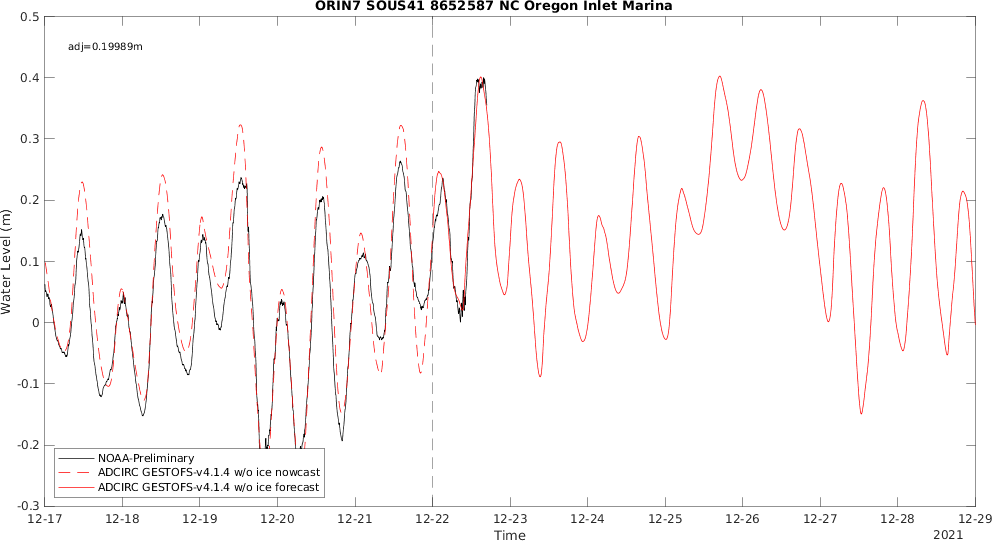 ORIN7 SOUS41 8652587 NC Oregon Inlet Marina
adj=0.19989m
0.5
0.4
0.3
0.2
0.1
0
-0.1
-0.2
-0.3
Water Level (m)
NOAA-Preliminary
ADCIRC GESTOFS-v4.1.4 w/o ice nowcast
ADCIRC GESTOFS-v4.1.4 w/o ice forecast
12-17 12-18 12-19 12-20 12-21 12-22 12-23 12-24 12-25 12-26 12-27 12-28 12-29
Time
2021